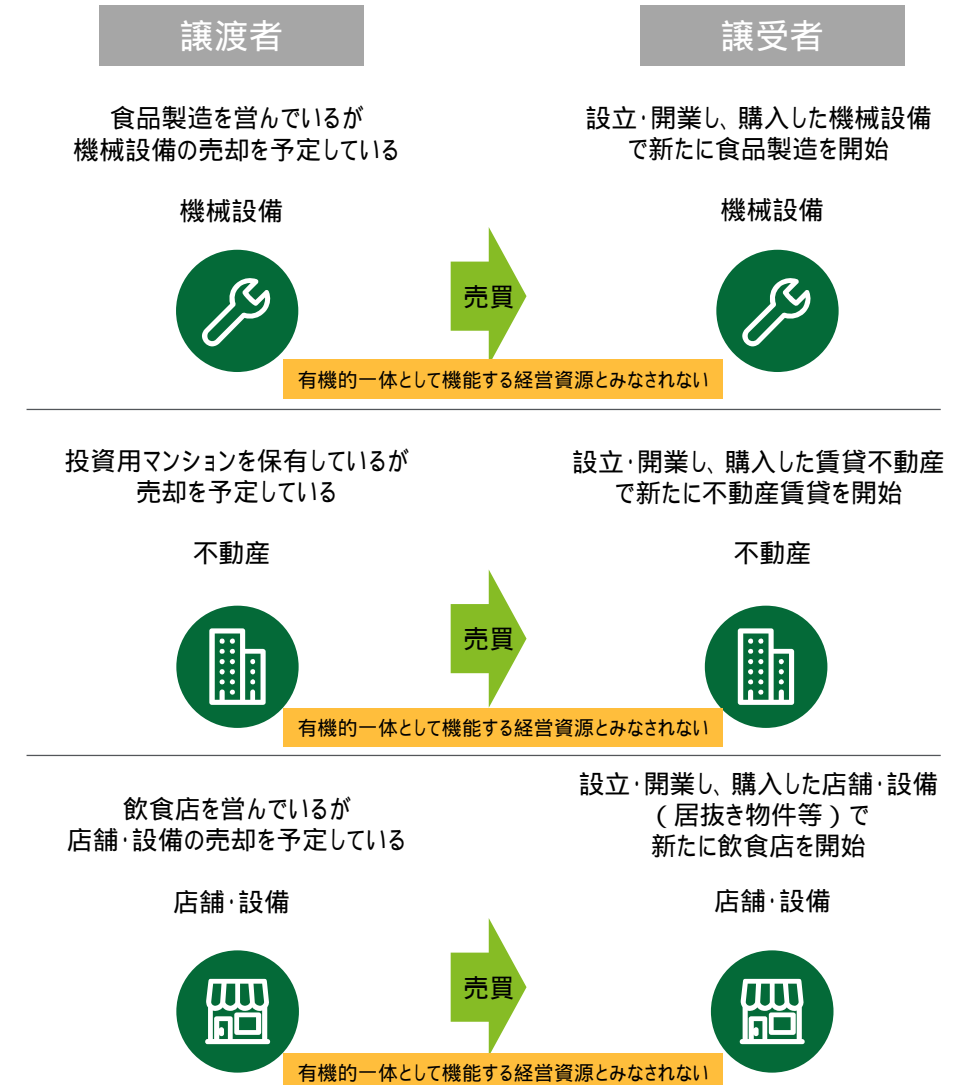 譲渡者
譲受者
食品製造を営んでいるが
機械設備の売却を予定している
設立･開業し、購入した機械設備
で新たに食品製造を開始
機械設備
機械設備
売買
有機的一体として機能する経営資源とみなされない
投資用マンションを保有しているが
売却を予定している
設立･開業し、購入した賃貸不動産
で新たに不動産賃貸を開始
不動産
不動産
売買
有機的一体として機能する経営資源とみなされない
飲食店を営んでいるが
店舗･設備の売却を予定している
設立･開業し、購入した店舗･設備
（居抜き物件等）で
新たに飲食店を開始
店舗･設備
店舗･設備
売買
有機的一体として機能する経営資源とみなされない